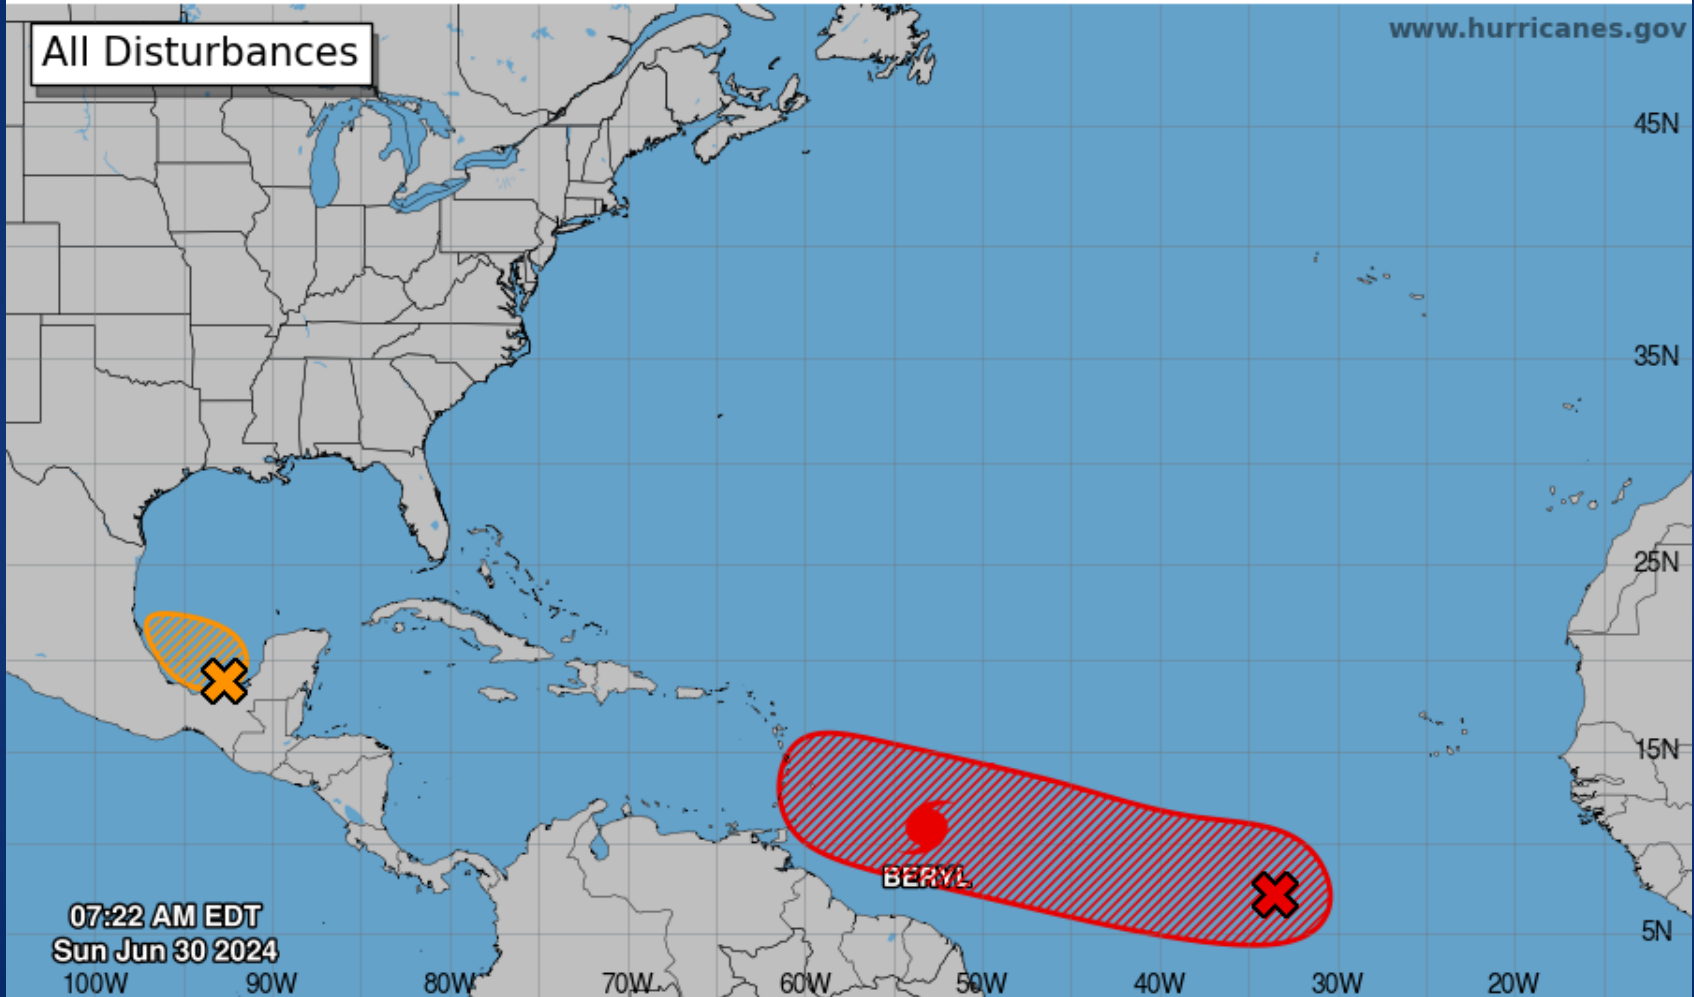 All Disturbances
www.hurricanes.gov
45N
35N
25N
15N
BERYL
07:22 AM EDT
Sun Jun 30 2024
5N
100W
90W
80W
70W
60W
50W
40W
30W
20W